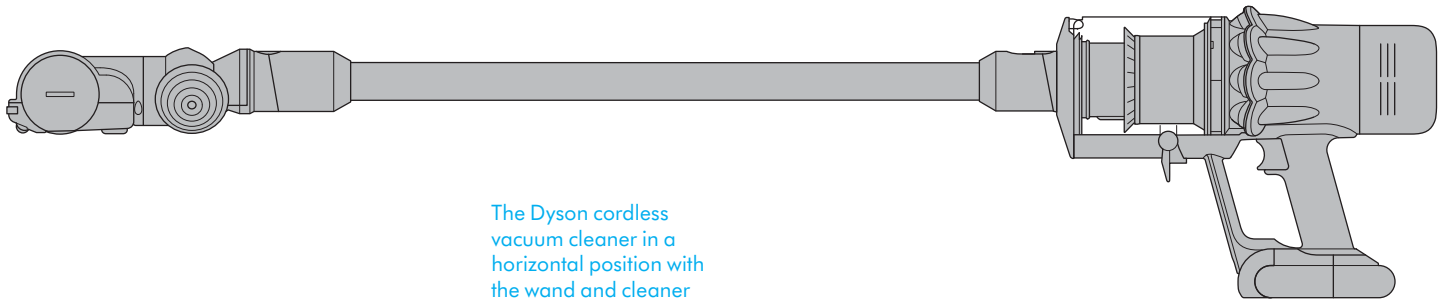 The Dyson cordless
vacuum cleaner in a
horizontal position with
the wand and cleaner